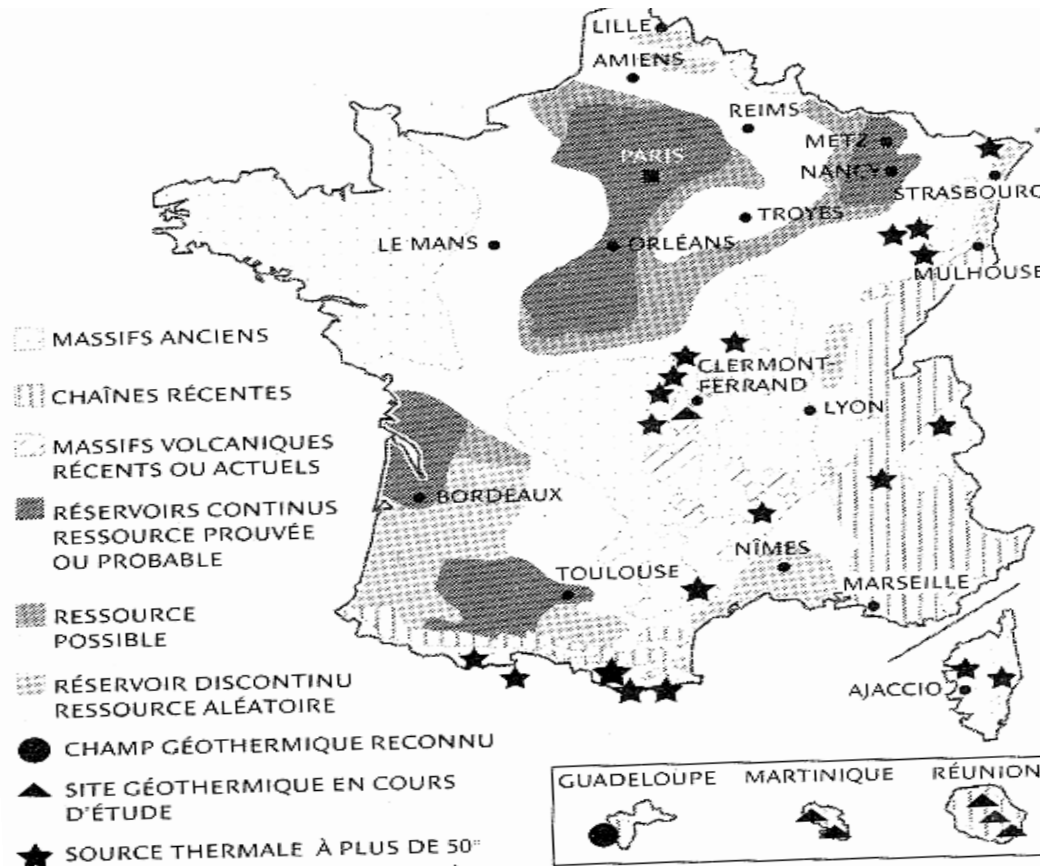 LILLE
AMIENS
REIMS
METZ
PARIS
NANCY
STRASBOURG
TROYES
LE MANS
ORLÉANS
MULHOUSE
MASSIFS ANCIENS
CLERMONT-
FERRAND
CHAÎNES RÉCENTES
LYON
MASSIFS VOLCANIQUES
RÉCENTS OU ACTUELS
BORDEAUX
RÉSERVOIRS CONTINUS
RESSOURCE PROUVÉE
OU PROBABLE
NÎMES
TOULOUSE
MARSEILLE
RESSOURCE
POSSIBLE
RÉSERVOIR DISCONTINU
RESSOURCE ALÉATOIRE
AJACCIO
CHAMP GÉOTHERMIQUE RECONNU
SITE GÉOTHERMIQUE EN COURS
D'ÉTUDE
SOURCE THERMALE À PLUS DE 50°
GUADELOUPE
MARTINIQUE
RÉUNION